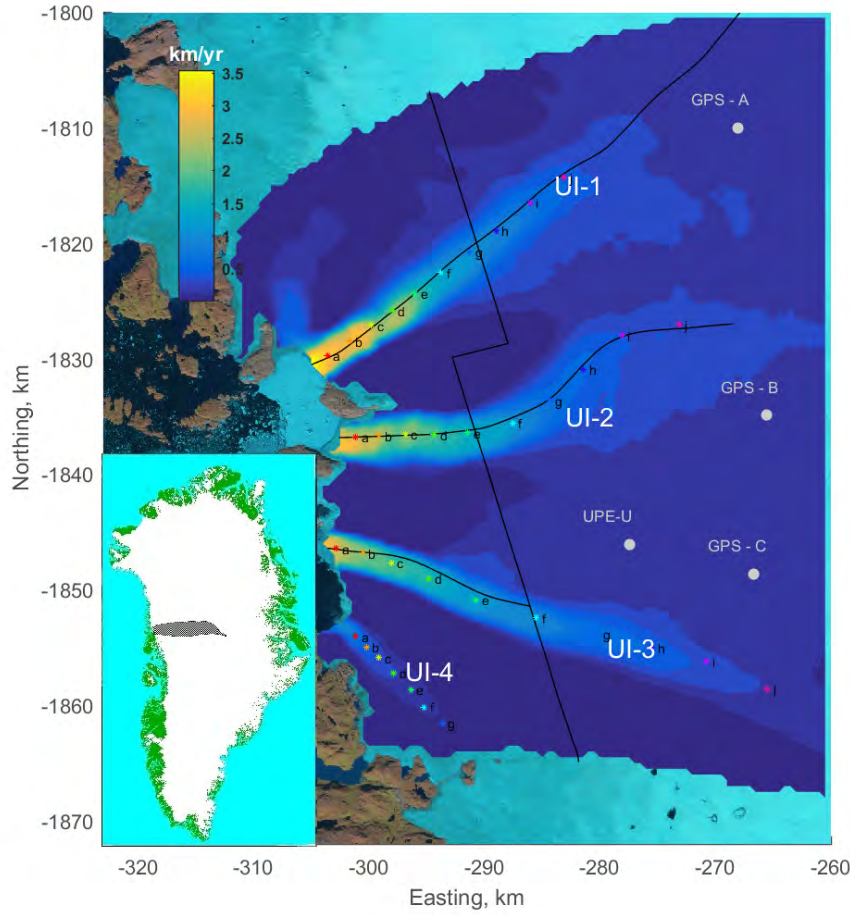 -1800
km/yr
3.5
3
2.5
2
1.5
1
0.5
-1810
GPS - A
UI-1
i
-1820
h
g
f
e
d
c
b
a
-1830
j
i
h
g
UI-2
GPS - B
f
e
d
c
b
a
Northing, km
-1840
UPE-U
GPS - C
a
b
c
d
e
f
g
h
i
j
UI-3
-1850
a
b
c
d
e
f
g
UI-4
-1860
-1870
-320
-310
-300
-290
-280
-270
-260
Easting, km